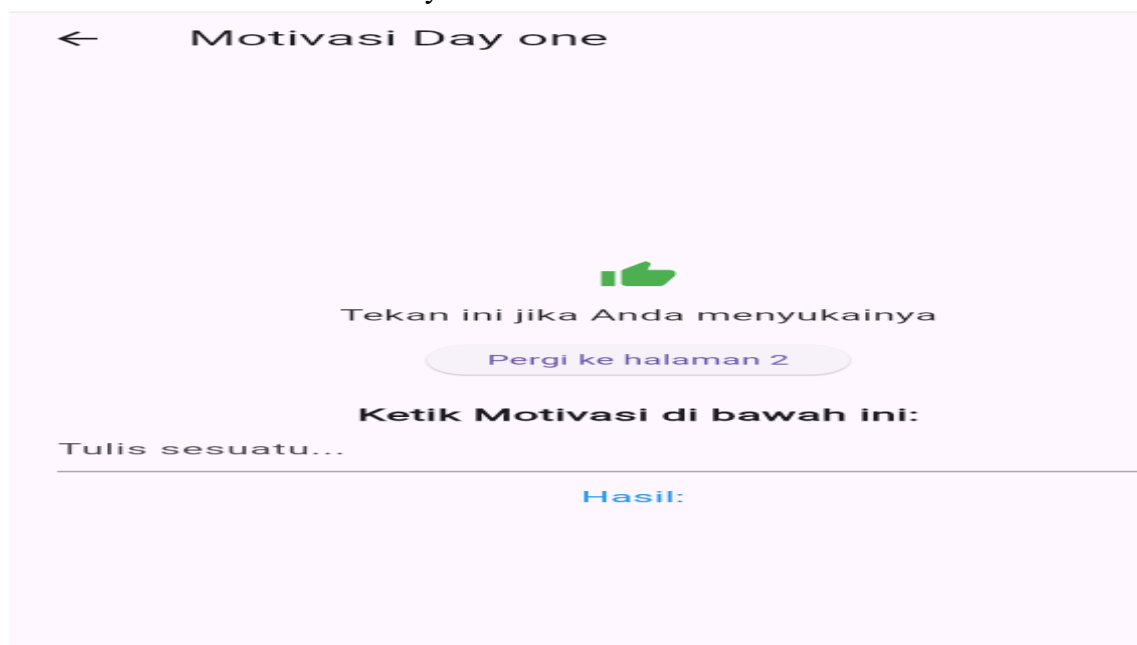 Motivasi Day one
Tekan ini jika Anda menyukainya
Pergi ke halaman 2
Ketik Motivasi di bawah ini:
Tulis sesuatu...
Hasil: